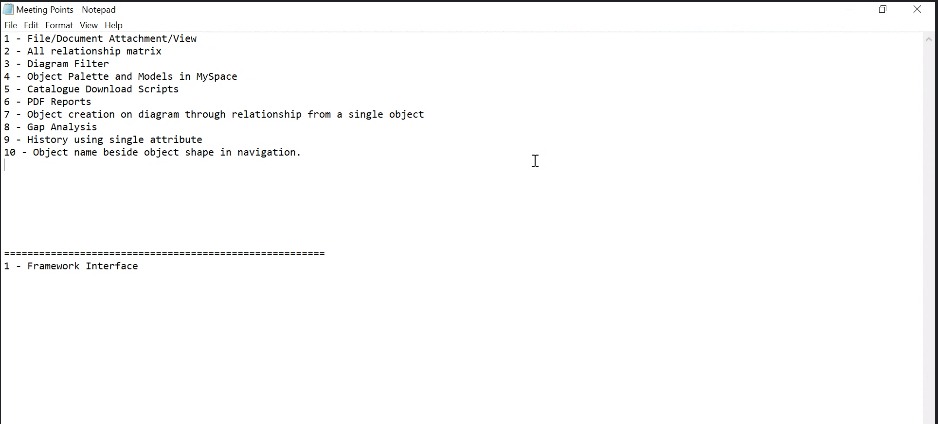 Meeting Points - Notepad
File Edit Format View Help
1 - File/Document Attachment/View
2 - All relationship matrix
3 - Diagram Filter
4 - Object Palette and Models in MySpace
5 - Catalogue Download Scripts
6 - PDF Reports
7 - Object creation on diagram through relationship from a single object
8 - Gap Analysis
9 - History using single attribute
10 - Object name beside object shape in navigation.
========================================================
1 - Framework Interface